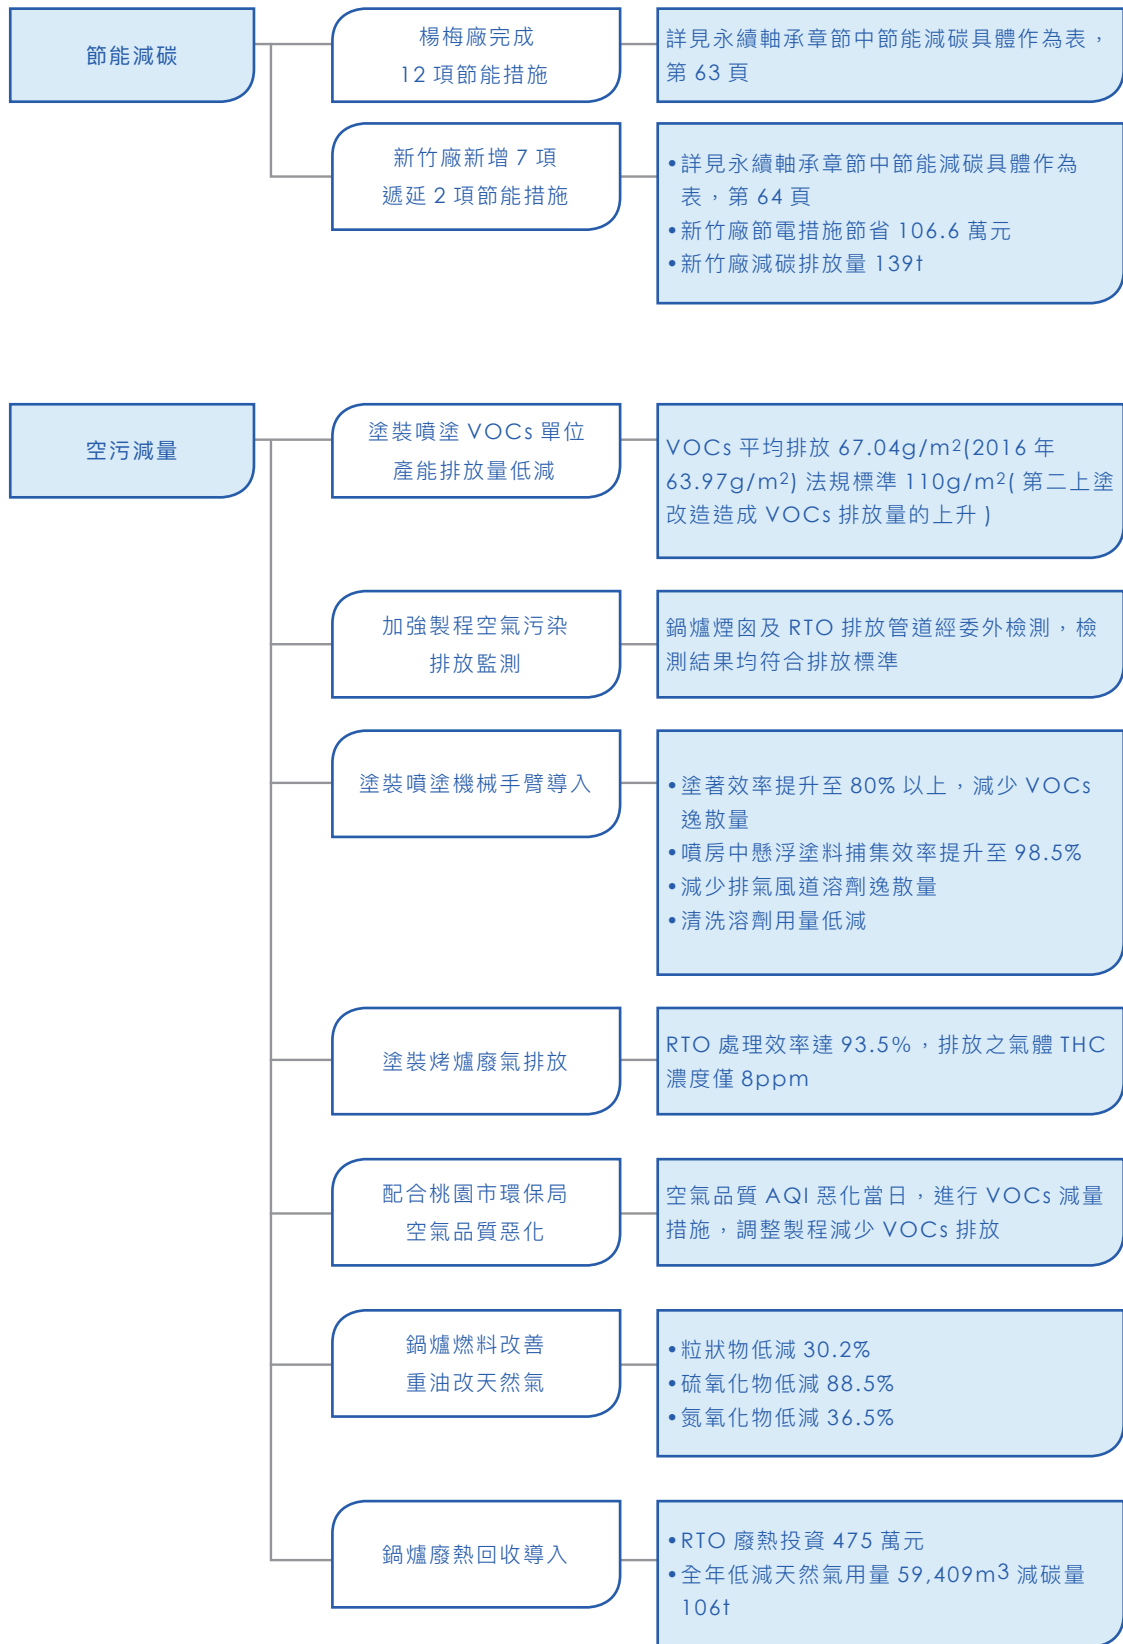 節能減碳
楊梅廠完成
12 項節能措施
詳見永續軸承章節中節能減碳具體作為表，
第 63 頁
新竹廠新增 7 項
遞延 2 項節能措施
•詳見永續軸承章節中節能減碳具體作為
表，第 64 頁
•新竹廠節電措施節省 106.6 萬元
•新竹廠減碳排放量 139t
空污減量
塗裝噴塗 VOCs 單位
產能排放量低減
VOCs 平均排放 67.04g/m²(2016 年
63.97g/m²) 法規標準 110g/m²( 第二上塗
改造造成 VOCs 排放量的上升 )
加強製程空氣污染
排放監測
鍋爐煙囪及 RTO 排放管道經委外檢測，檢
測結果均符合排放標準
塗裝噴塗機械手臂導入
•塗著效率提升至 80% 以上，減少 VOCs
逸散量
•噴房中懸浮塗料捕集效率提升至 98.5%
•減少排氣風道溶劑逸散量
•清洗溶劑用量低減
塗裝烤爐廢氣排放
RTO 處理效率達 93.5%，排放之氣體 THC
濃度僅 8ppm
配合桃園市環保局
空氣品質惡化
空氣品質 AQI 惡化當日，進行 VOCs 減量
措施，調整製程減少 VOCs 排放
鍋爐燃料改善
重油改天然氣
•粒狀物低減 30.2%
•硫氧化物低減 88.5%
•氮氧化物低減 36.5%
鍋爐廢熱回收導入
•RTO 廢熱投資 475 萬元
•全年低減天然氣用量 59,409m3 減碳量
106t